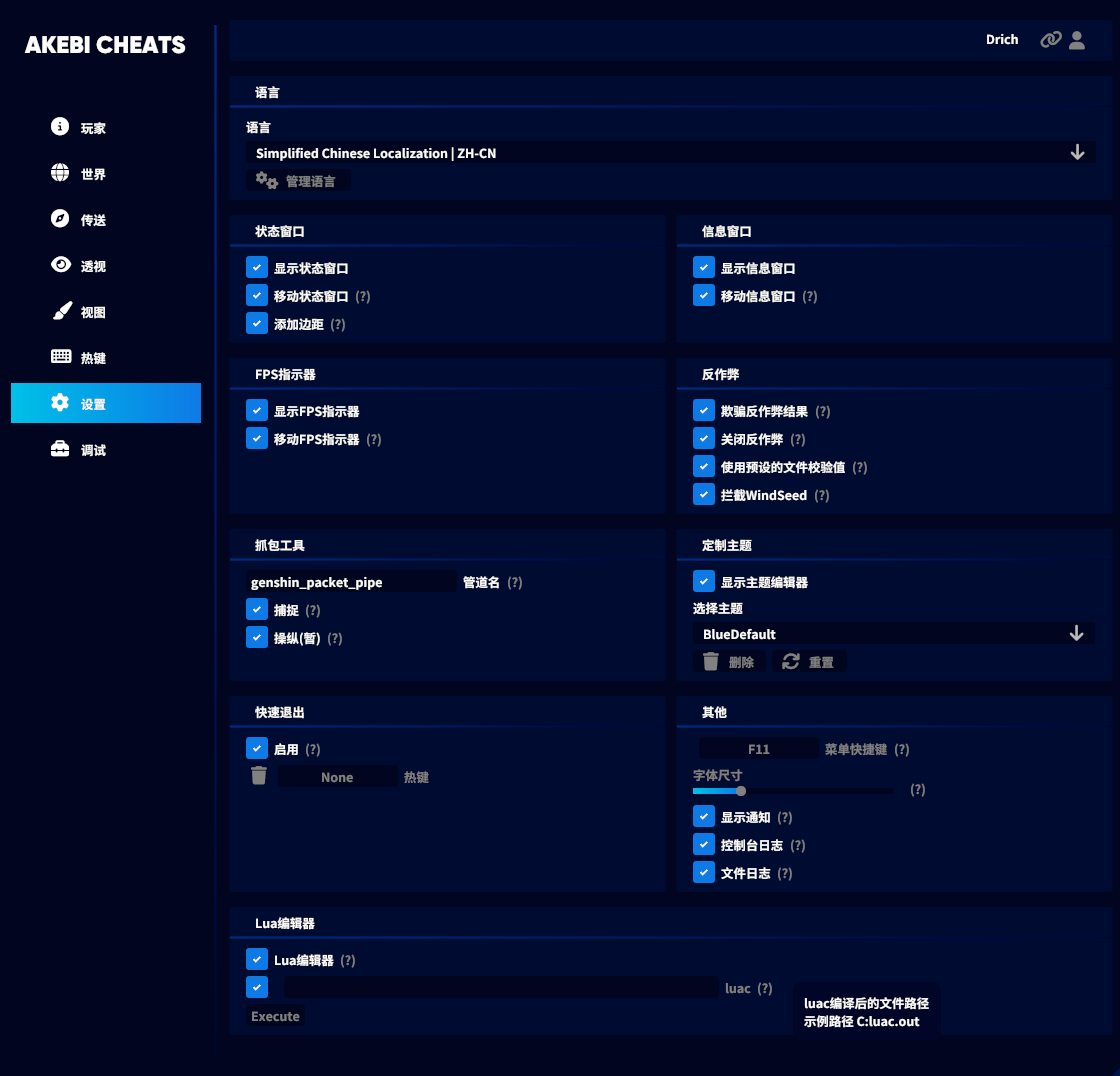 AKEBI CHEATS
Drich
玩家
世界
传送
透视
视图
热键
设置
调试
语言
语言
Simplified Chinese Localization | ZH-CN
管理语言
状态窗口
显示状态窗口
移动状态窗口 (?)
添加边距 (?)
信息窗口
显示信息窗口
移动信息窗口 (?)
FPS指示器
显示FPS指示器
移动FPS指示器 (?)
反作弊
欺骗反作弊结果 (?)
关闭反作弊 (?)
使用预设的文件校验值 (?)
拦截WindSeed (?)
抓包工具
genshin_packet_pipe 管道名 (?)
捕捉 (?)
操纵(暂) (?)
定制主题
显示主题编辑器
选择主题
BlueDefault
删除 重置
快速退出
启用 (?)
None 热键
其他
F11 菜单快捷键 (?)
字体尺寸
(?)
显示通知 (?)
控制台日志 (?)
文件日志 (?)
Lua编辑器
Lua编辑器 (?)
luac (?)
Execute
luac编译后的文件路径
示例路径 C:luac.out